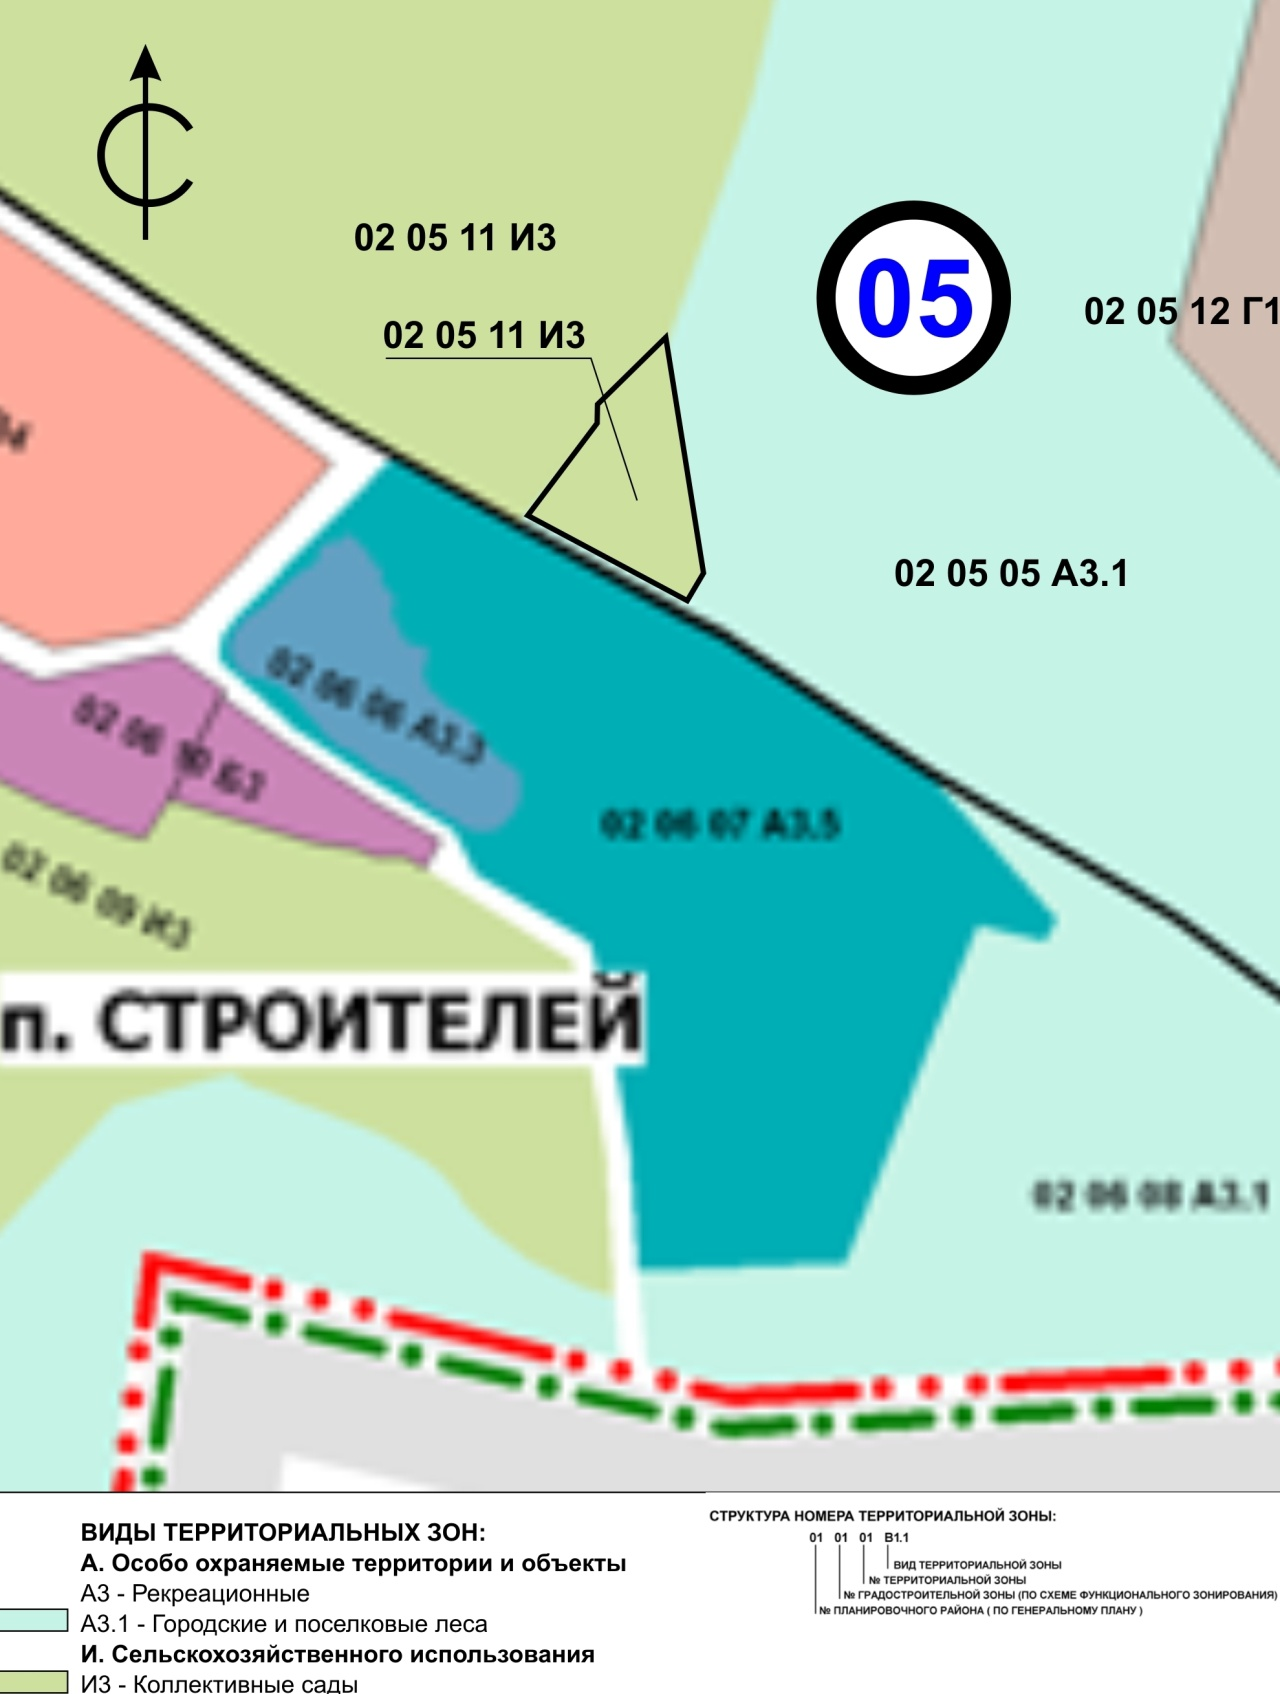 С
02 05 11 И3
02 05 11 И3
05
02 05 12 Г1
02 05 05 А3.1
02 06 06 А3.3
02 06 10 Б3
02 06 07 А3.5
02 06 09 И3
п. СТРОИТЕЛЕЙ
02 06 08 А3.1
ВИДЫ ТЕРРИТОРИАЛЬНЫХ ЗОН:
А. Особо охраняемые территории и объекты
А3 - Рекреационные
А3.1 - Городские и поселковые леса
И. Сельскохозяйственного использования
И3 - Коллективные сады
СТРУКТУРА НОМЕРА ТЕРРИТОРИАЛЬНОЙ ЗОНЫ:
01 01 01 В1.1
ВИД ТЕРРИТОРИАЛЬНОЙ ЗОНЫ
№ ТЕРРИТОРИАЛЬНОЙ ЗОНЫ
№ ГРАДОСТРОИТЕЛЬНОЙ ЗОНЫ (ПО СХЕМЕ ФУНКЦИОНАЛЬНОГО ЗОНИРОВАНИЯ)
№ ПЛАНИРОВОЧНОГО РАЙОНА ( ПО ГЕНЕРАЛЬНОМУ ПЛАНУ )